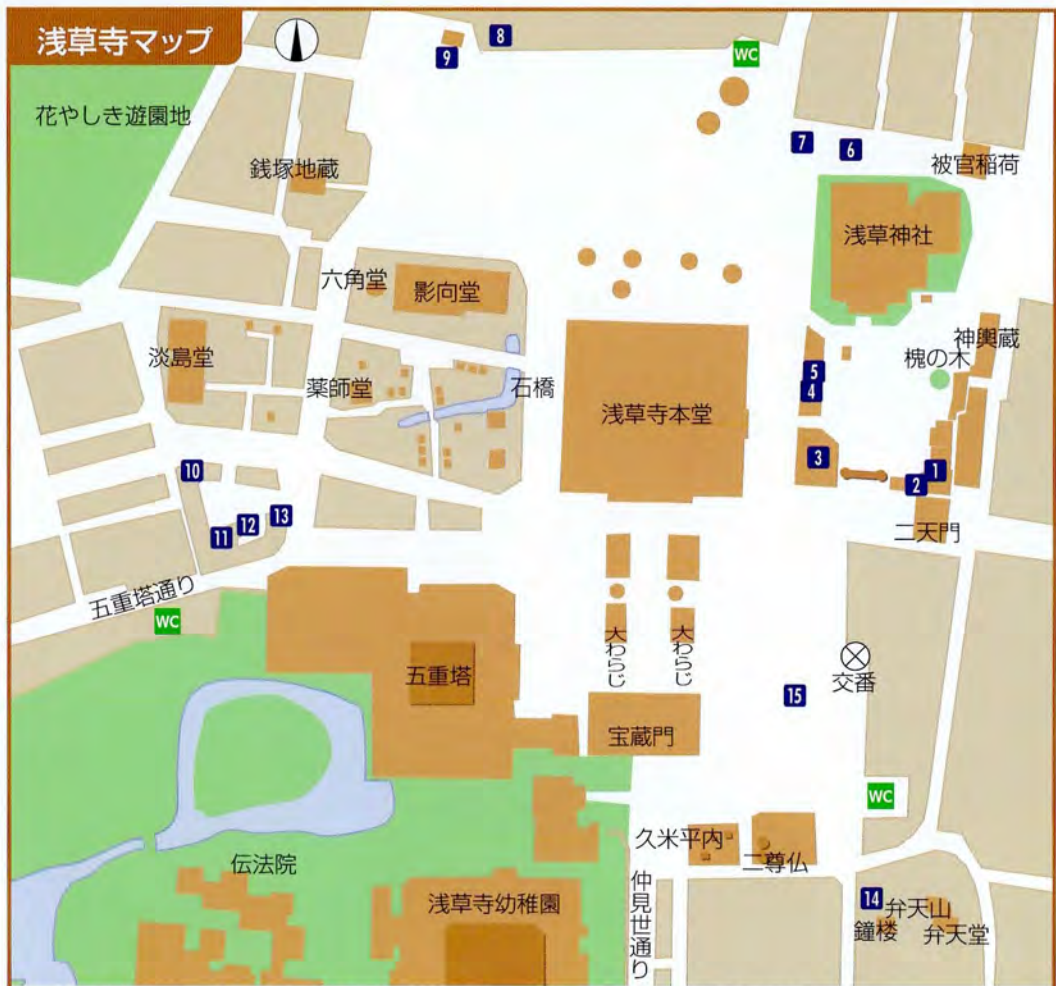 浅草寺マップ
8
9
WC
花やしき遊園地
7
6
銭塚地蔵
被官稲荷
浅草神社
六角堂
影向堂
神輿蔵
淡島堂
槐の木
5
薬師堂
石橋
4
浅草寺本堂
3
10
1
2
13
12
11
二天門
五重塔通り
WC
大わらじ
大わらじ
五重塔
交番
15
宝蔵門
WC
久米平内
二尊仏
伝法院
仲見世通り
浅草寺幼稚園
14
弁天山
鐘楼
弁天堂